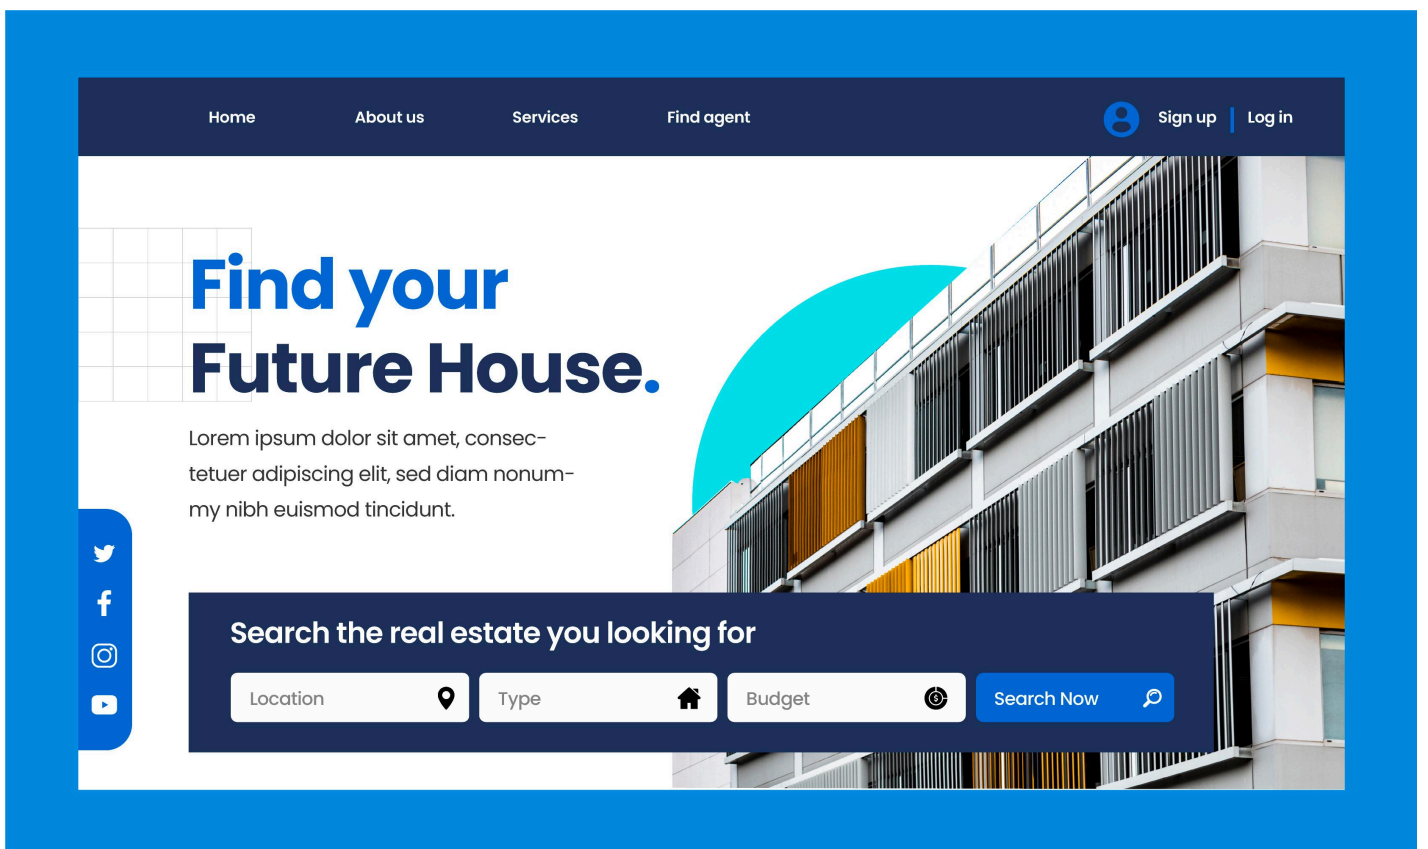 Home
About us
Services
Find agent
Sign up
Log in
Find your
Future House.
Lorem ipsum dolor sit amet, consec-
tetuer adipiscing elit, sed diam nonum-
my nibh euismod tincidunt.
Search the real estate you looking for
Location
Type
Budget
$
Search Now